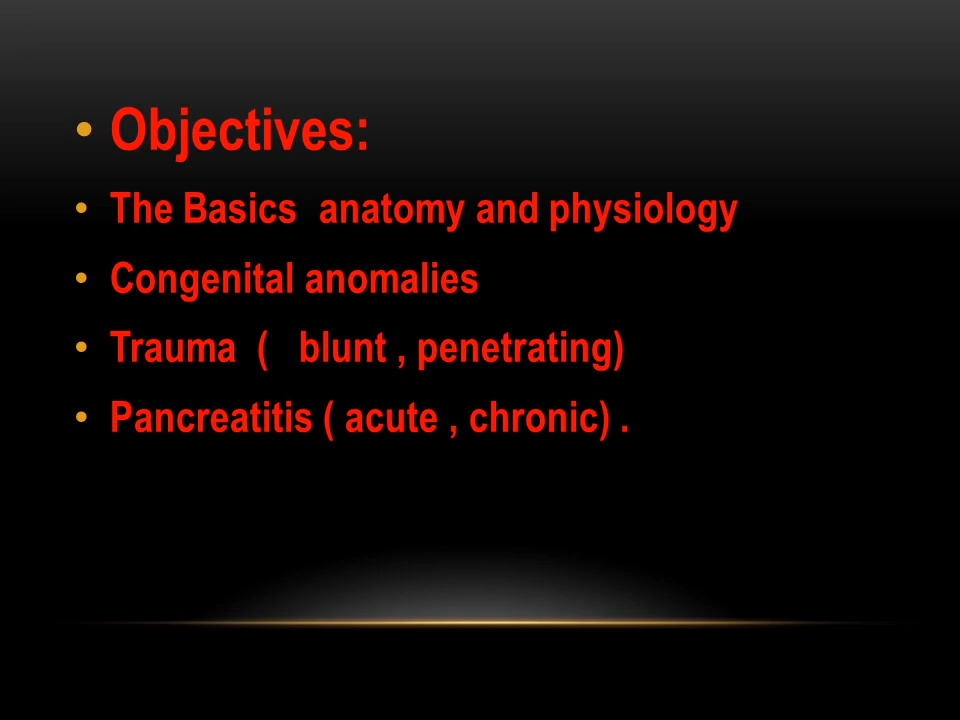 • Objectives:
• The Basics  anatomy and physiology
• Congenital anomalies
• Trauma  (   blunt , penetrating)
• Pancreatitis ( acute , chronic) .